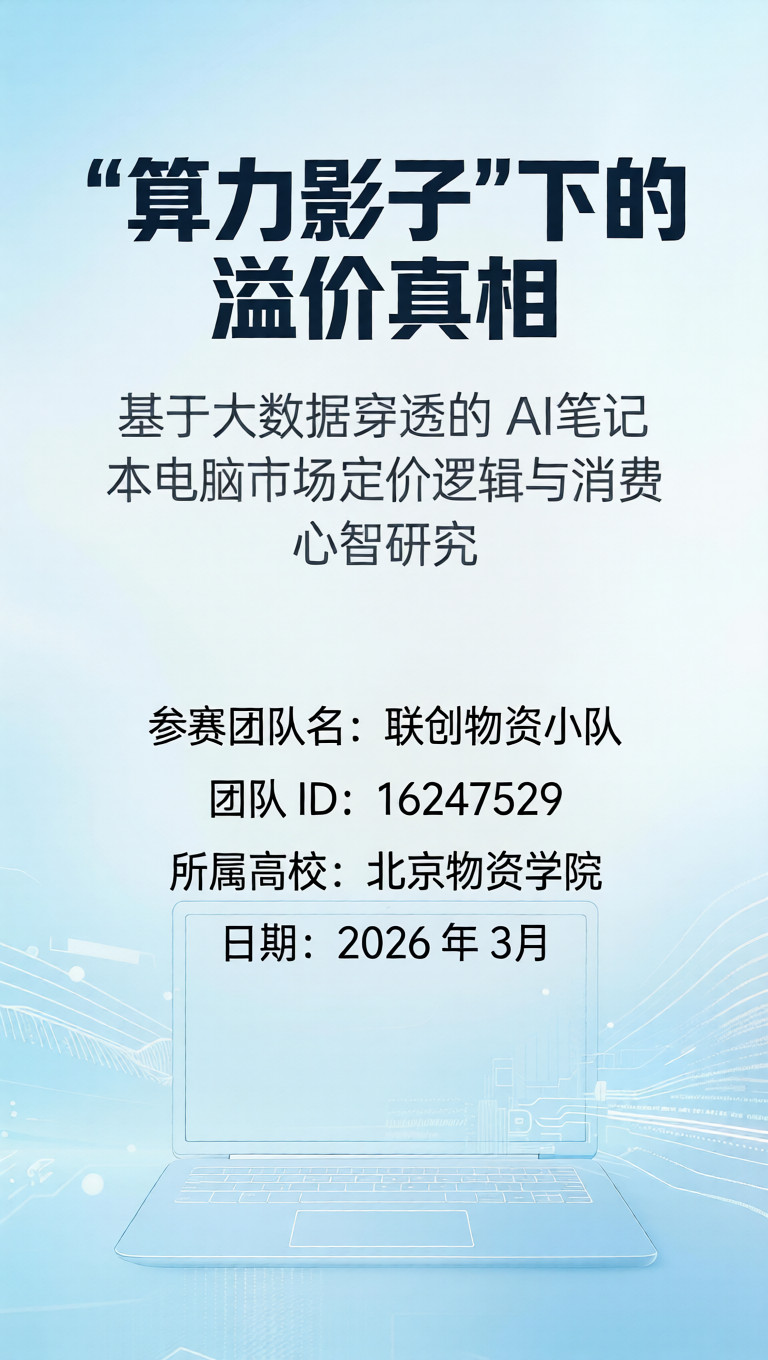 “算力影子”下的
溢价真相
基于大数据穿透的 AI笔记
本电脑市场定价逻辑与消费
心智研究
参赛团队名：联创物资小队
团队 ID：16247529
所属高校：北京物资学院
日期：2026 年 3月